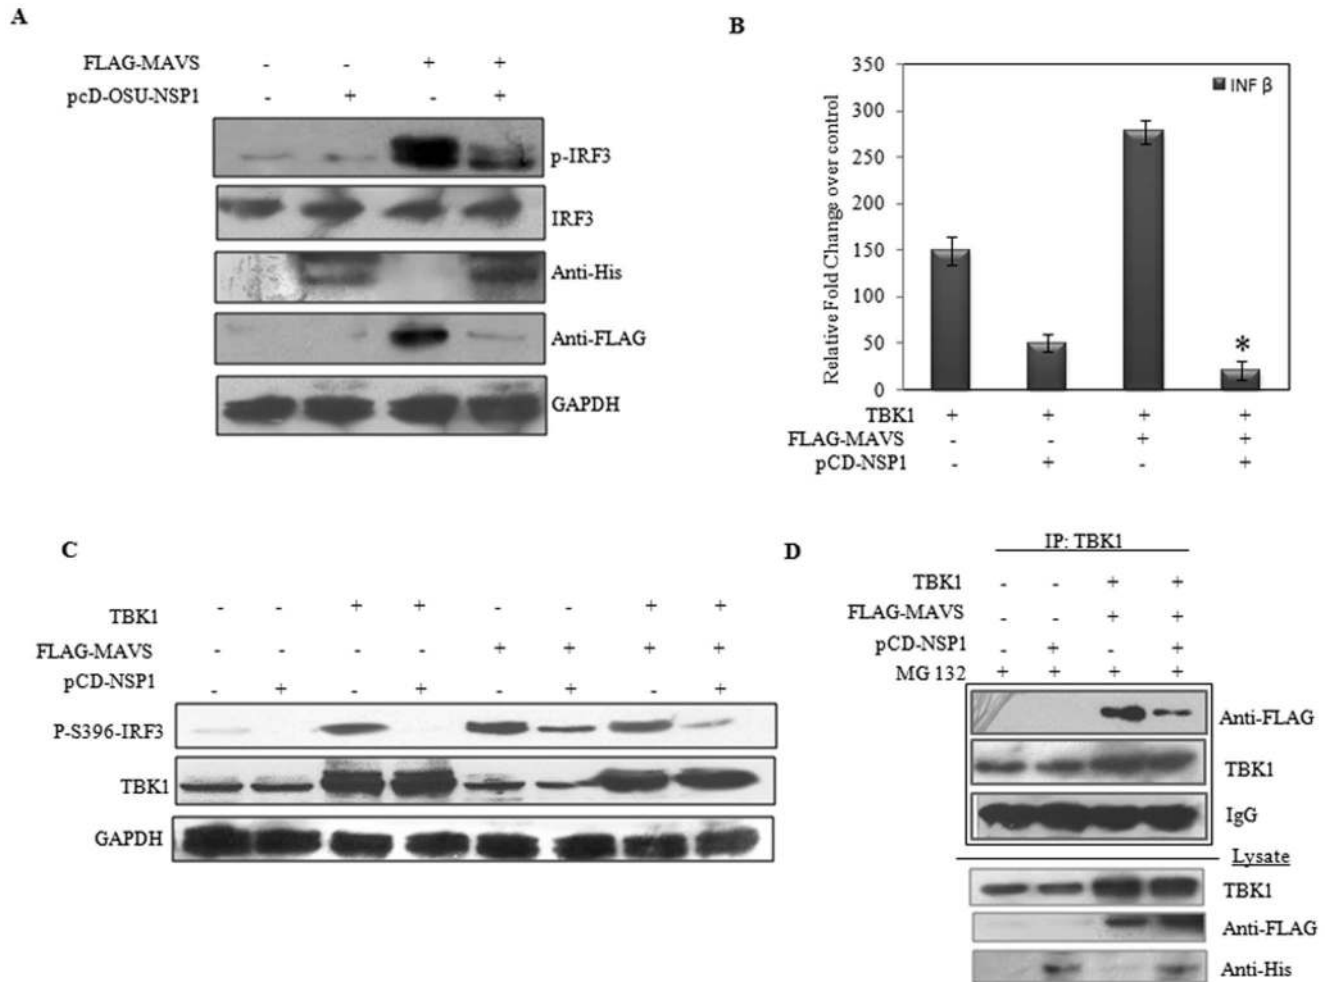 A
FLAG-MAVS - - + +
pcD-OSU-NSP1 - + - +
p-IRF3
IRF3
Anti-His
Anti-FLAG
GAPDH
B
350
300
250
200
150
100
50
0
Relative Fold Change over control
INF β
*
TBK1 + + + +
FLAG-MAVS - - + +
pCD-NSP1 - + - +
C
TBK1 - - + + - - + +
FLAG-MAVS - - - - + + + +
pCD-NSP1 - + - + - + - +
P-S396-IRF3
TBK1
GAPDH
D
IP: TBK1
TBK1 - - + +
FLAG-MAVS - - + +
pCD-NSP1 - + - +
MG 132 + + + +
Anti-FLAG
TBK1
IgG
Lysate
TBK1
Anti-FLAG
Anti-His